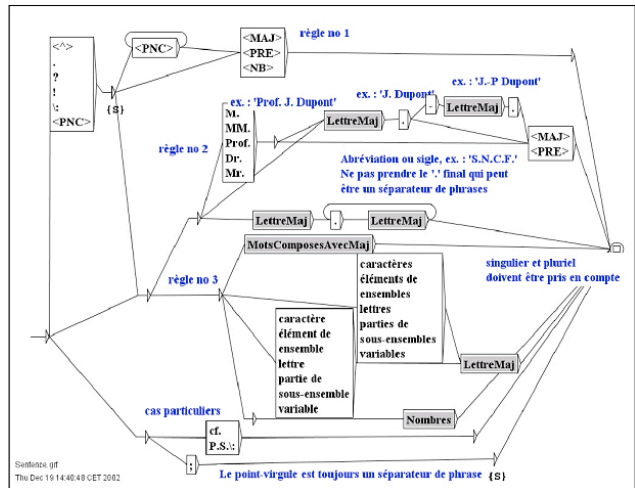 <^>
.
?
!
\:
<PNC>
{S}
<PNC>
<MAJ>
<PRE>
<NB>
règle no 1
ex. : 'Prof. J. Dupont'
ex. : 'J. Dupont'
ex. : 'J.-P Dupont'
M.
MM.
Prof.
Dr.
Mr.
règle no 2
LettreMaj
.
-
LettreMaj
.
<MAJ>
<PRE>
Abréviation ou sigle, ex. : 'S.N.C.F.'
Ne pas prendre le '.' final qui peut
être un séparateur de phrases
LettreMaj
.
LettreMaj
MotsComposesAvecMaj
règle no 3
caractères
éléments de
ensembles
lettres
parties de
sous-ensembles
variables
singulier et pluriel
doivent être pris en compte
caractère
élément de
ensemble
lettre
partie de
sous-ensemble
variable
LettreMaj
Nombres
cas particuliers
cf.
P.S.\:
;
Le point-virgule est toujours un séparateur de phrase
{S}
Sentence.grf
Thu Dec 19 14:40:48 CET 2002